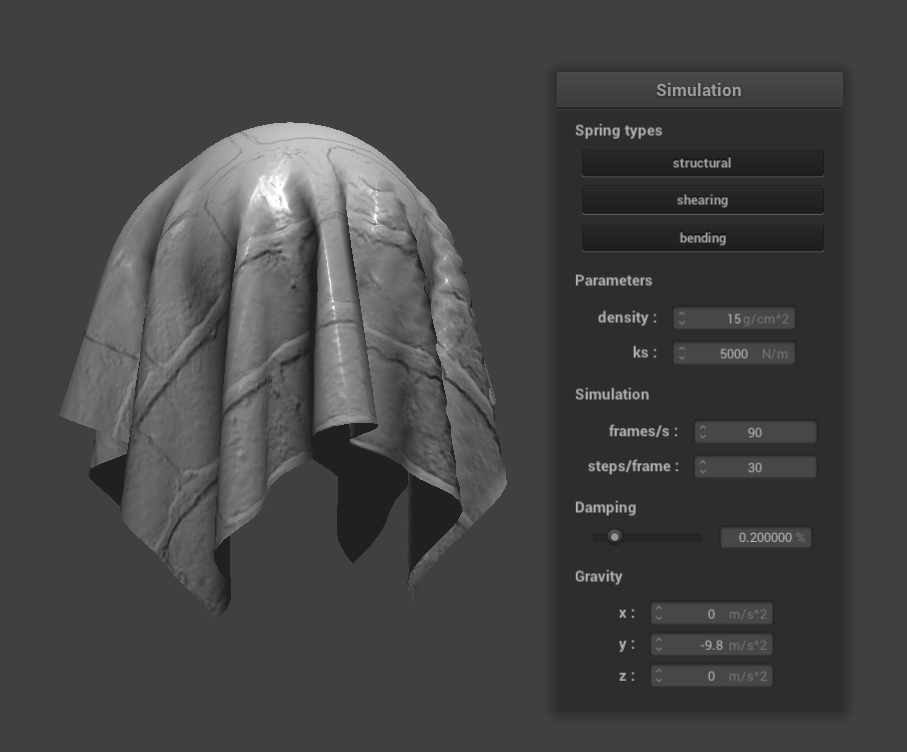 Simulation
Spring types
structural
shearing
bending
Parameters
density : 15 g/cm^2
ks : 5000 N/m
Simulation
frames/s : 90
steps/frame : 30
Damping
0.200000 %
Gravity
x : 0 m/s^2
y : -9.8 m/s^2
z : 0 m/s^2